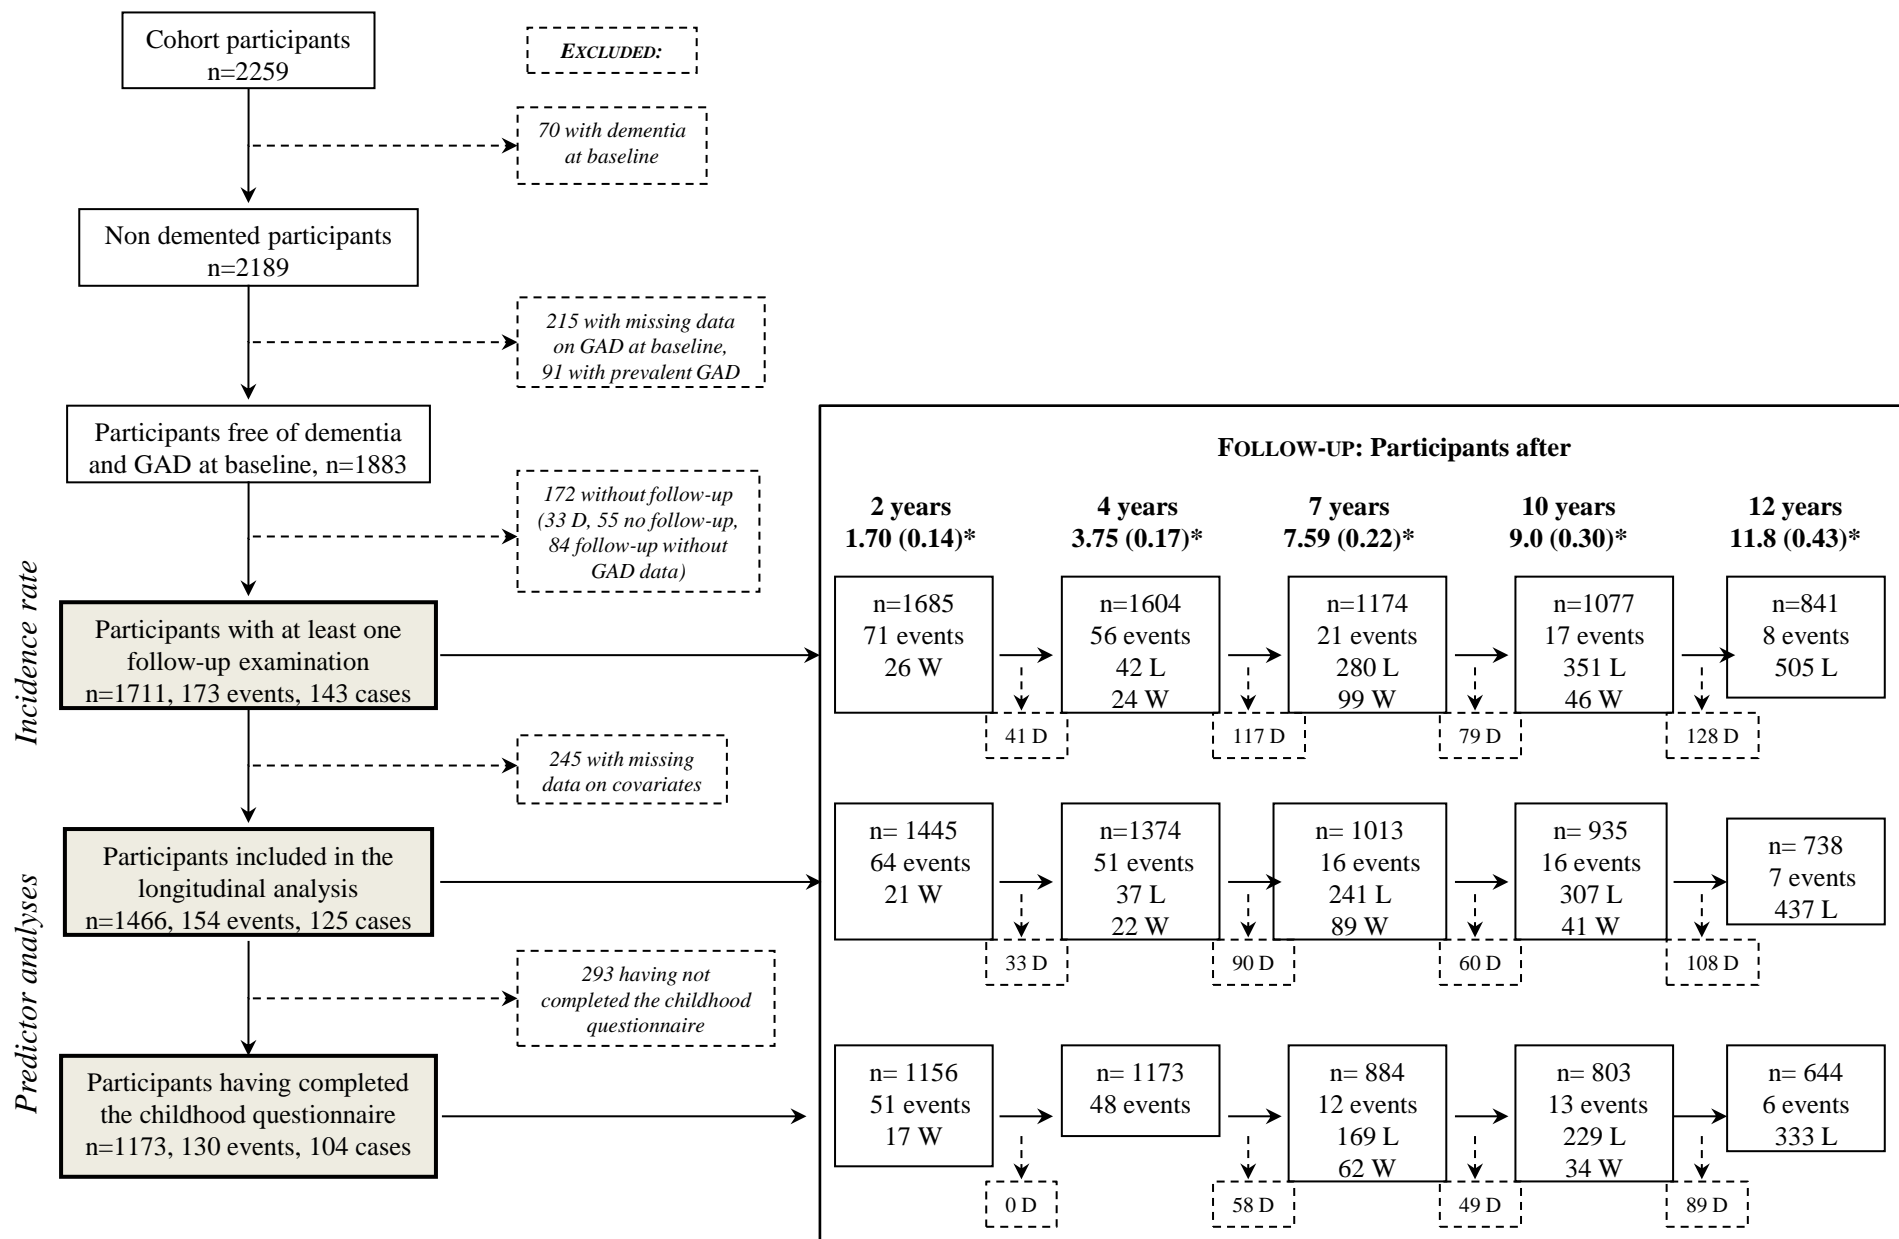 Cohort participants
n=2259
EXCLUDED:
70 with dementia
at baseline
Non demented participants
n=2189
215 with missing data
on GAD at baseline,
91 with prevalent GAD
Participants free of dementia
and GAD at baseline, n=1883
172 without follow-up
(33 D, 55 no follow-up,
84 follow-up without
GAD data)
Incidence rate
Participants with at least one
follow-up examination
n=1711, 173 events, 143 cases
245 with missing
data on covariates
Predictor analyses
Participants included in the
longitudinal analysis
n=1466, 154 events, 125 cases
293 having not
completed the childhood
questionnaire
Participants having completed
the childhood questionnaire
n=1173, 130 events, 104 cases
FOLLOW-UP: Participants after
2 years
1.70 (0.14)*
4 years
3.75 (0.17)*
7 years
7.59 (0.22)*
10 years
9.0 (0.30)*
12 years
11.8 (0.43)*
n=1685
71 events
26 W
41 D
n=1604
56 events
42 L
24 W
117 D
n=1174
21 events
280 L
99 W
79 D
n=1077
17 events
351 L
46 W
128 D
n=841
8 events
505 L
n= 1445
64 events
21 W
33 D
n=1374
51 events
37 L
22 W
90 D
n= 1013
16 events
241 L
89 W
60 D
n= 935
16 events
307 L
41 W
108 D
n= 738
7 events
437 L
n= 1156
51 events
17 W
0 D
n= 1173
48 events
58 D
n= 884
12 events
169 L
62 W
49 D
n= 803
13 events
229 L
34 W
89 D
n= 644
6 events
333 L